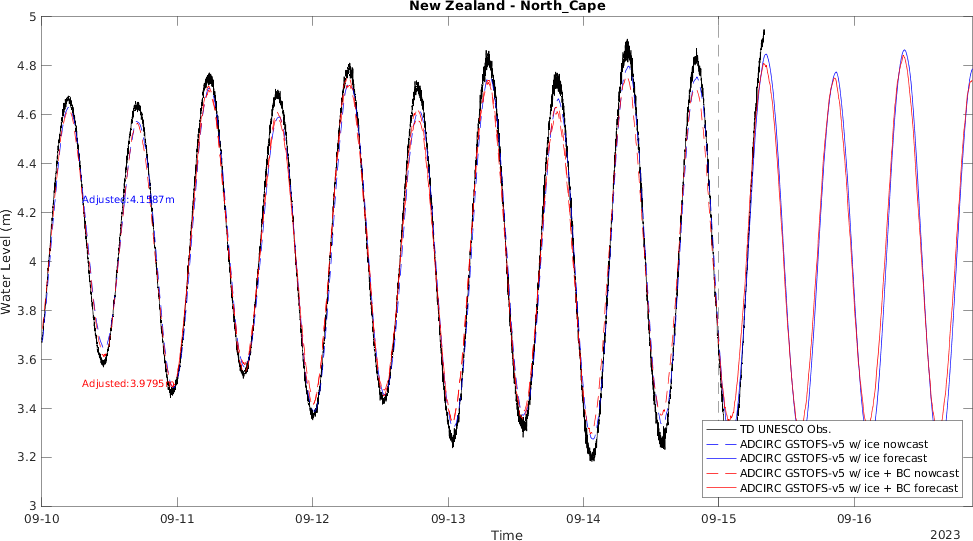 New Zealand - North_Cape
5
4.8
4.6
4.4
4.2
4
3.8
3.6
3.4
3.2
3
Water Level (m)
Adjusted:4.1587m
Adjusted:3.9795m
TD UNESCO Obs.
ADCIRC GSTOFS-v5 w/ ice nowcast
ADCIRC GSTOFS-v5 w/ ice forecast
ADCIRC GSTOFS-v5 w/ ice + BC nowcast
ADCIRC GSTOFS-v5 w/ ice + BC forecast
09-10 09-11 09-12 09-13 09-14 09-15 09-16
Time
2023